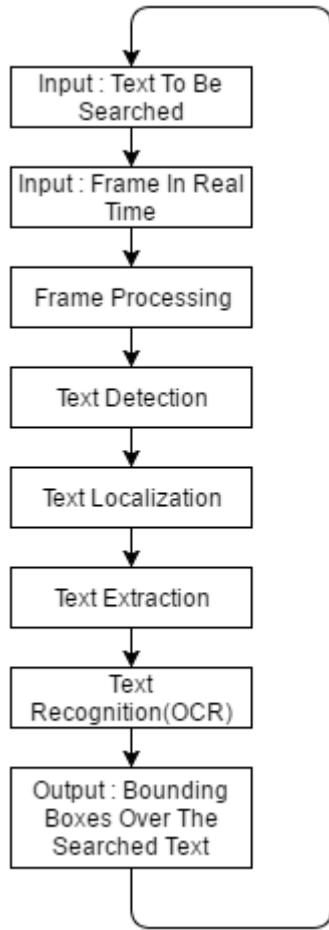 Input : Text To Be
Searched
Input : Frame In Real
Time
Frame Processing
Text Detection
Text Localization
Text Extraction
Text
Recognition(OCR)
Output : Bounding
Boxes Over The
Searched Text